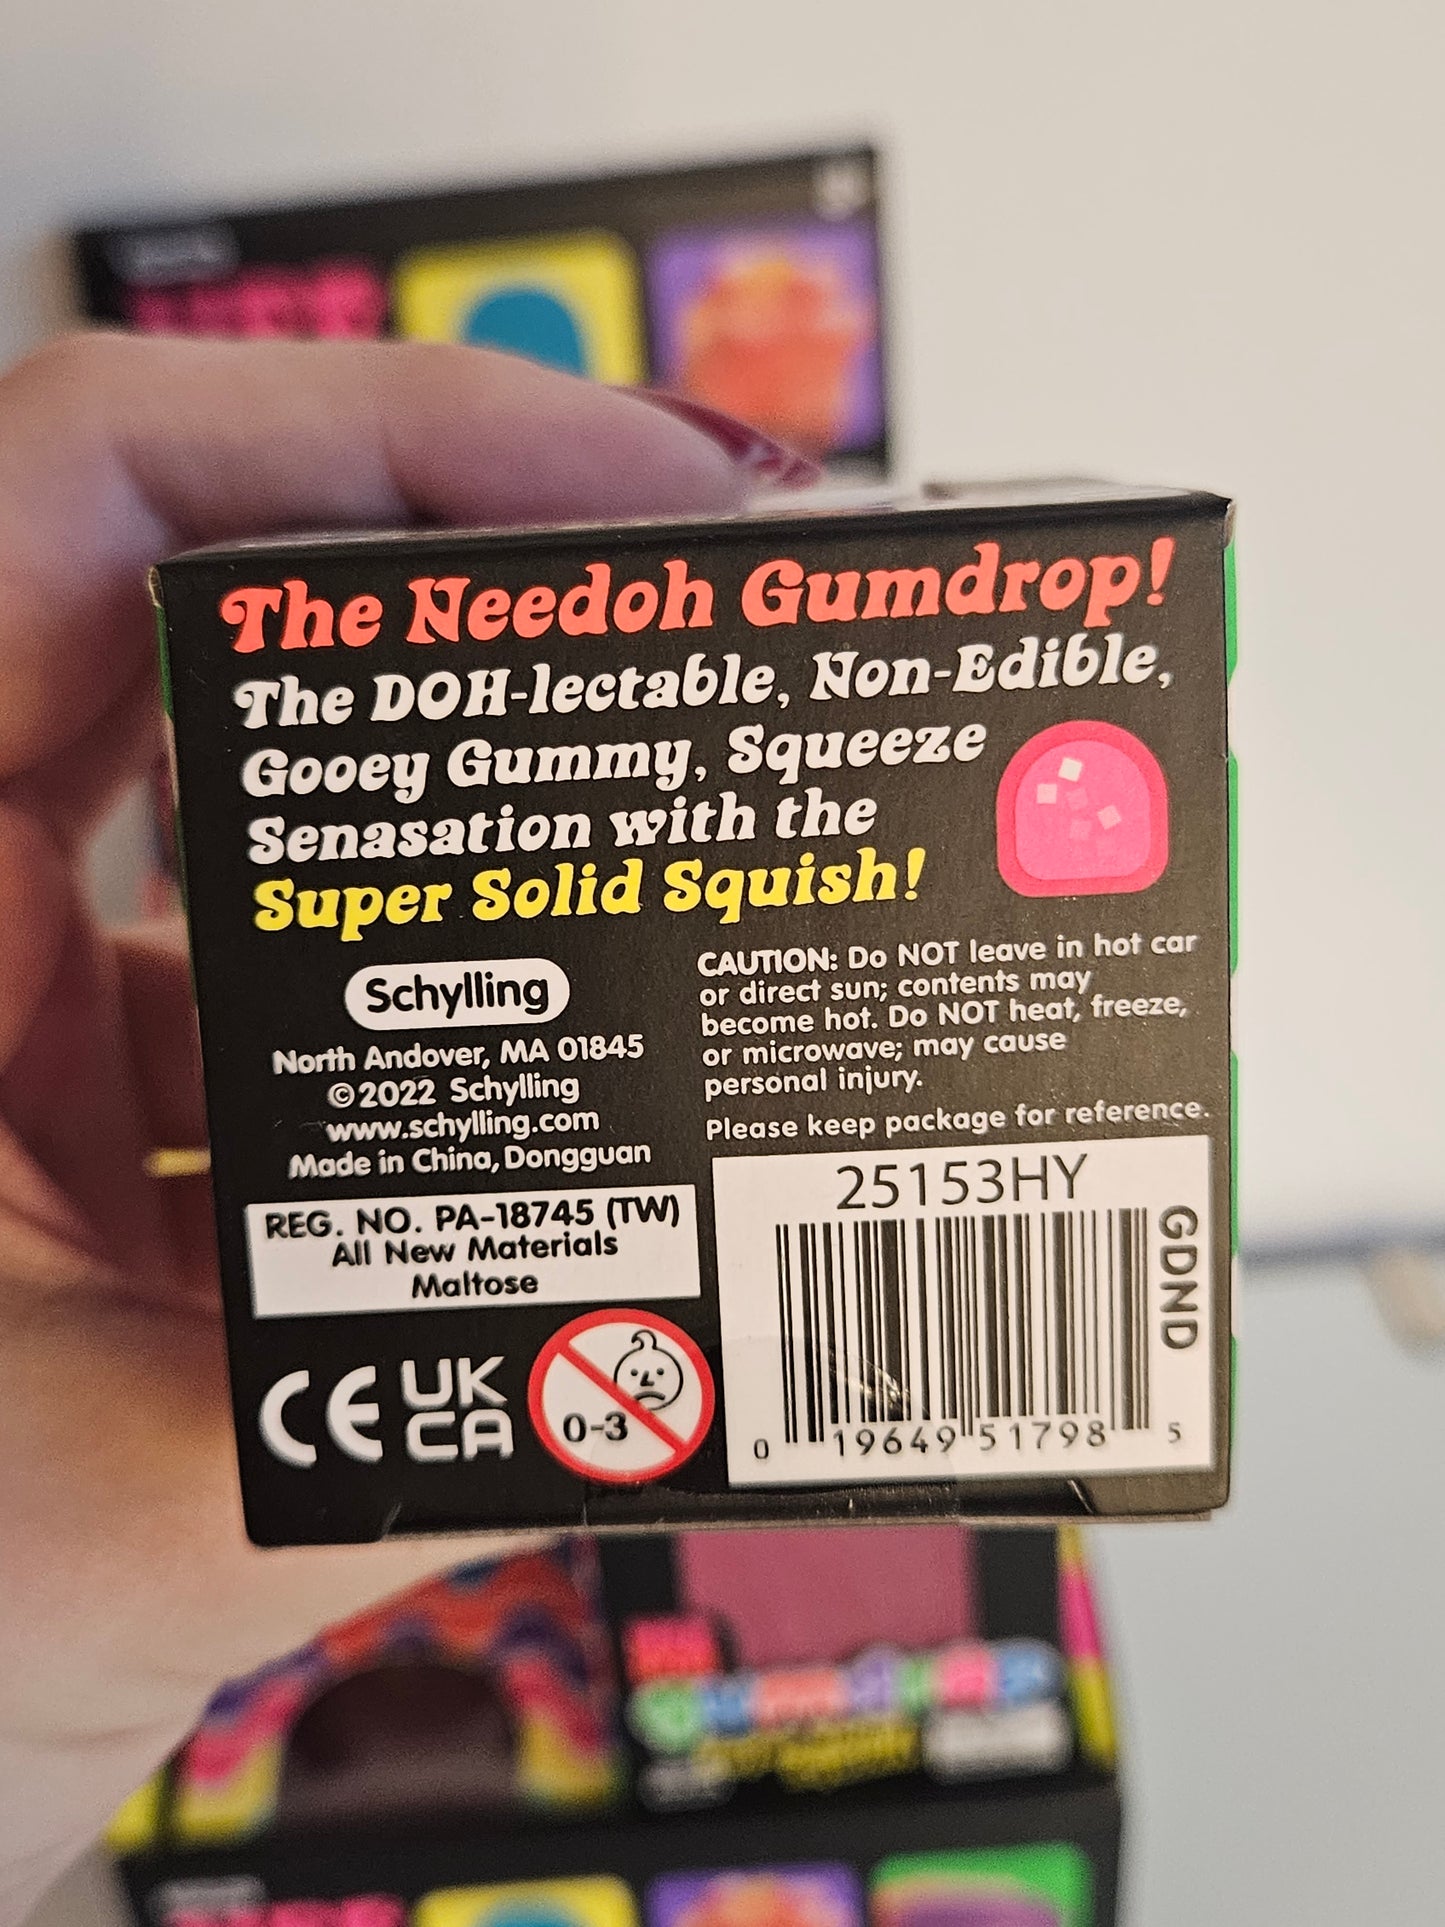 The Needoh Gumdrop!
The DOH-lectable, Non-Edible,
Gooey Gummy, Squeeze
Senasation with the
Super Solid Squish!
Schylling
North Andover, MA 01845
©2022 Schylling
www.schylling.com
Made in China, Dongguan
REG. NO. PA-18745 (TW)
All New Materials
Maltose
CE
UK
CA
0-3
CAUTION: Do NOT leave in hot car
or direct sun; contents may
become hot. Do NOT heat, freeze,
or microwave; may cause
personal injury.
Please keep package for reference.
25153HY
GDND
0 19649 51798 5